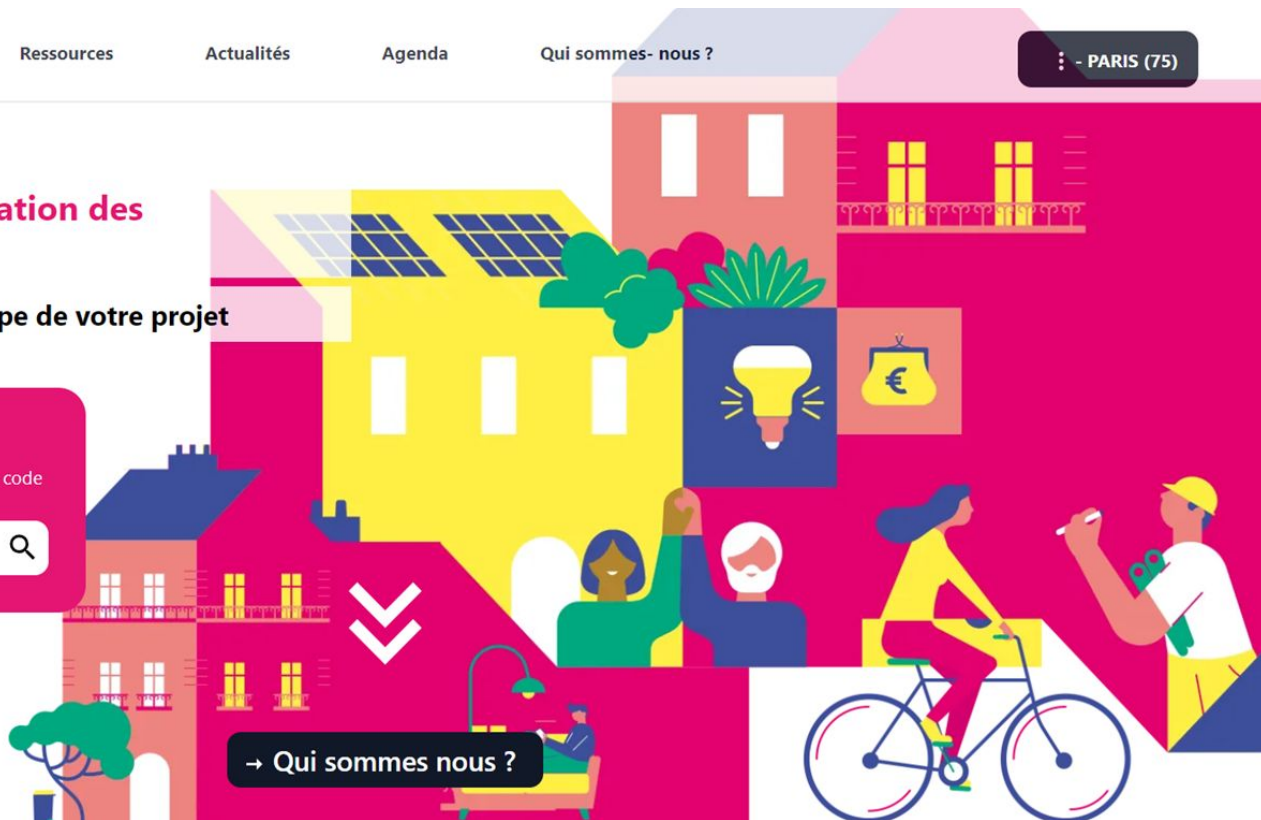 Ressources Actualités Agenda Qui sommes- nous ? - PARIS (75)
ation des
pe de votre projet
€
code
→ Qui sommes nous ?